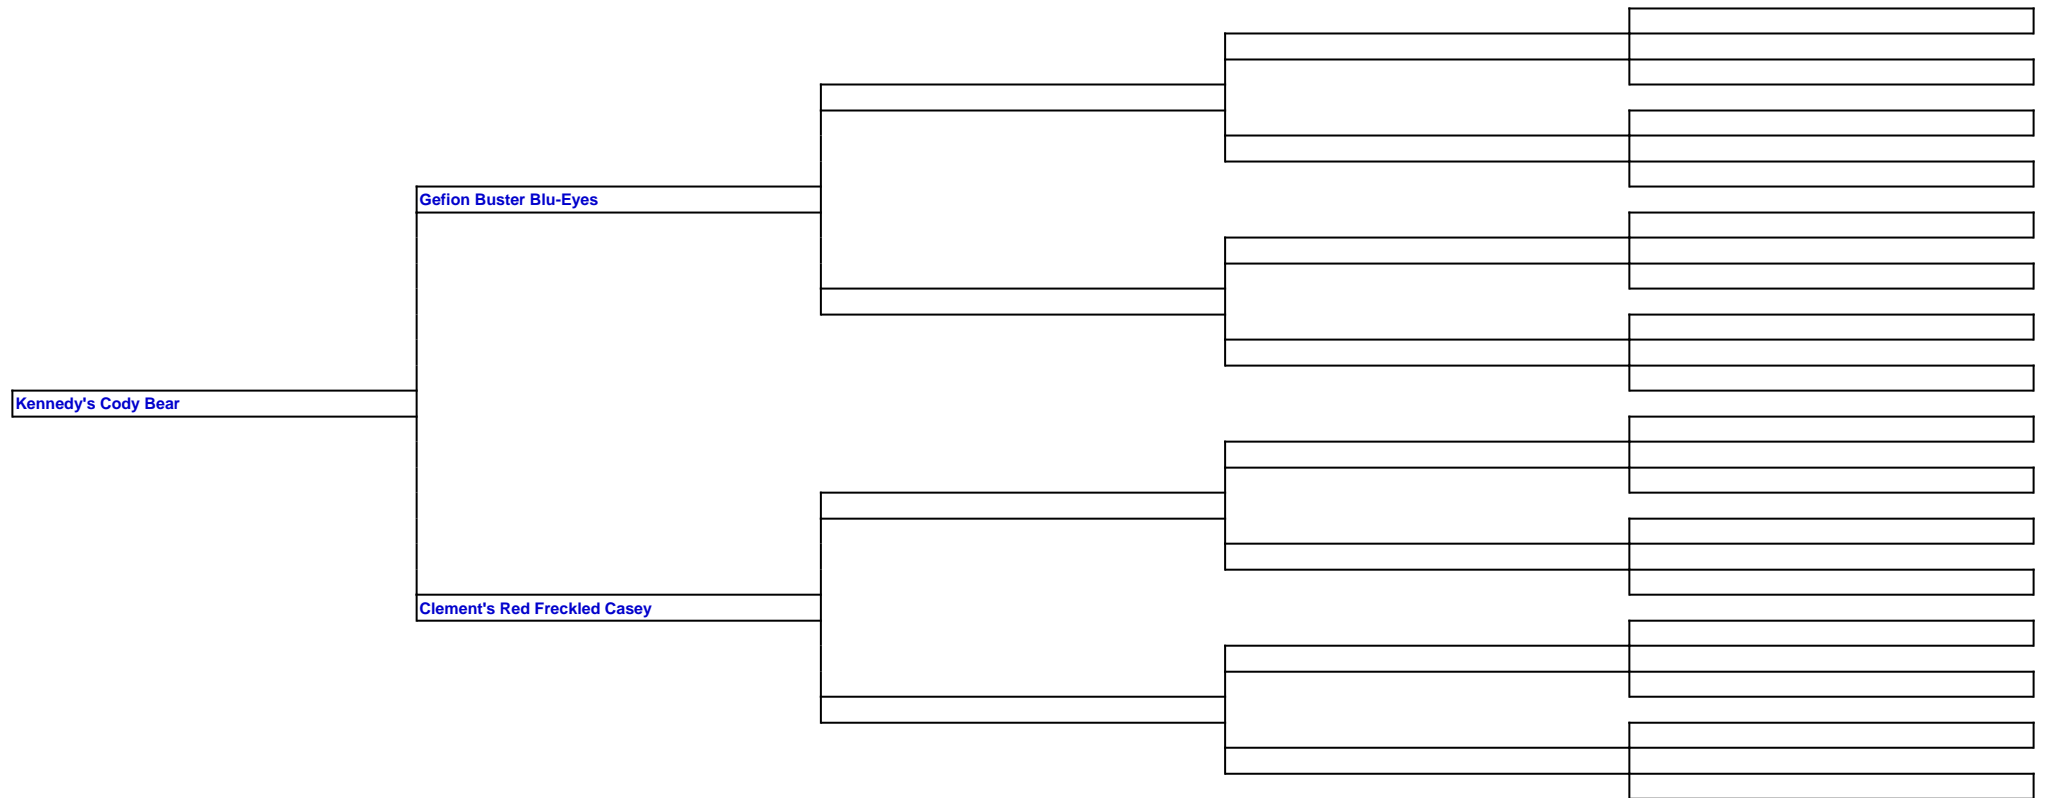 Gefion Buster Blu-Eyes
Kennedy's Cody Bear
Clement's Red Freckled Casey